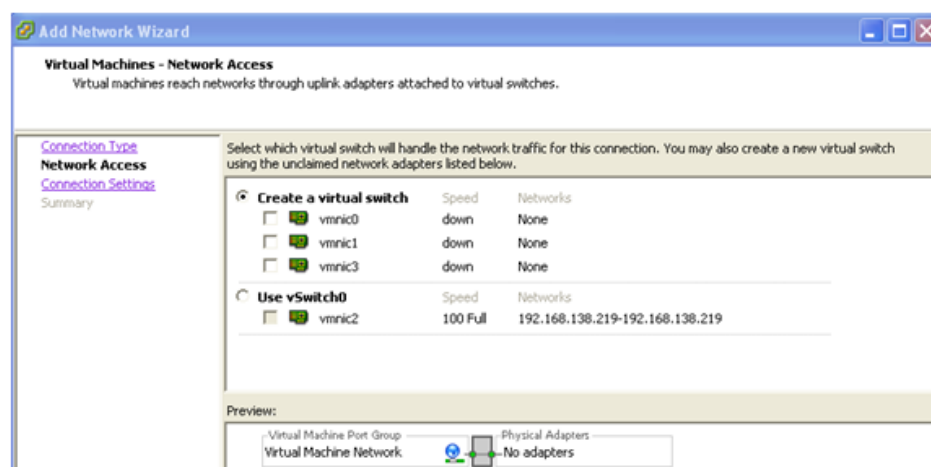 Add Network Wizard
Virtual Machines - Network Access
Virtual machines reach networks through uplink adapters attached to virtual switches.
Connection Type
Network Access
Connection Settings
Summary
Select which virtual switch will handle the network traffic for this connection. You may also create a new virtual switch
using the unclaimed network adapters listed below.
Create a virtual switch Speed Networks
vmnic0 down None
vmnic1 down None
vmnic3 down None
Use vSwitch0 Speed Networks
vmnic2 100 Full 192.168.138.219-192.168.138.219
Preview:
Virtual Machine Port Group Physical Adapters
Virtual Machine Network No adapters